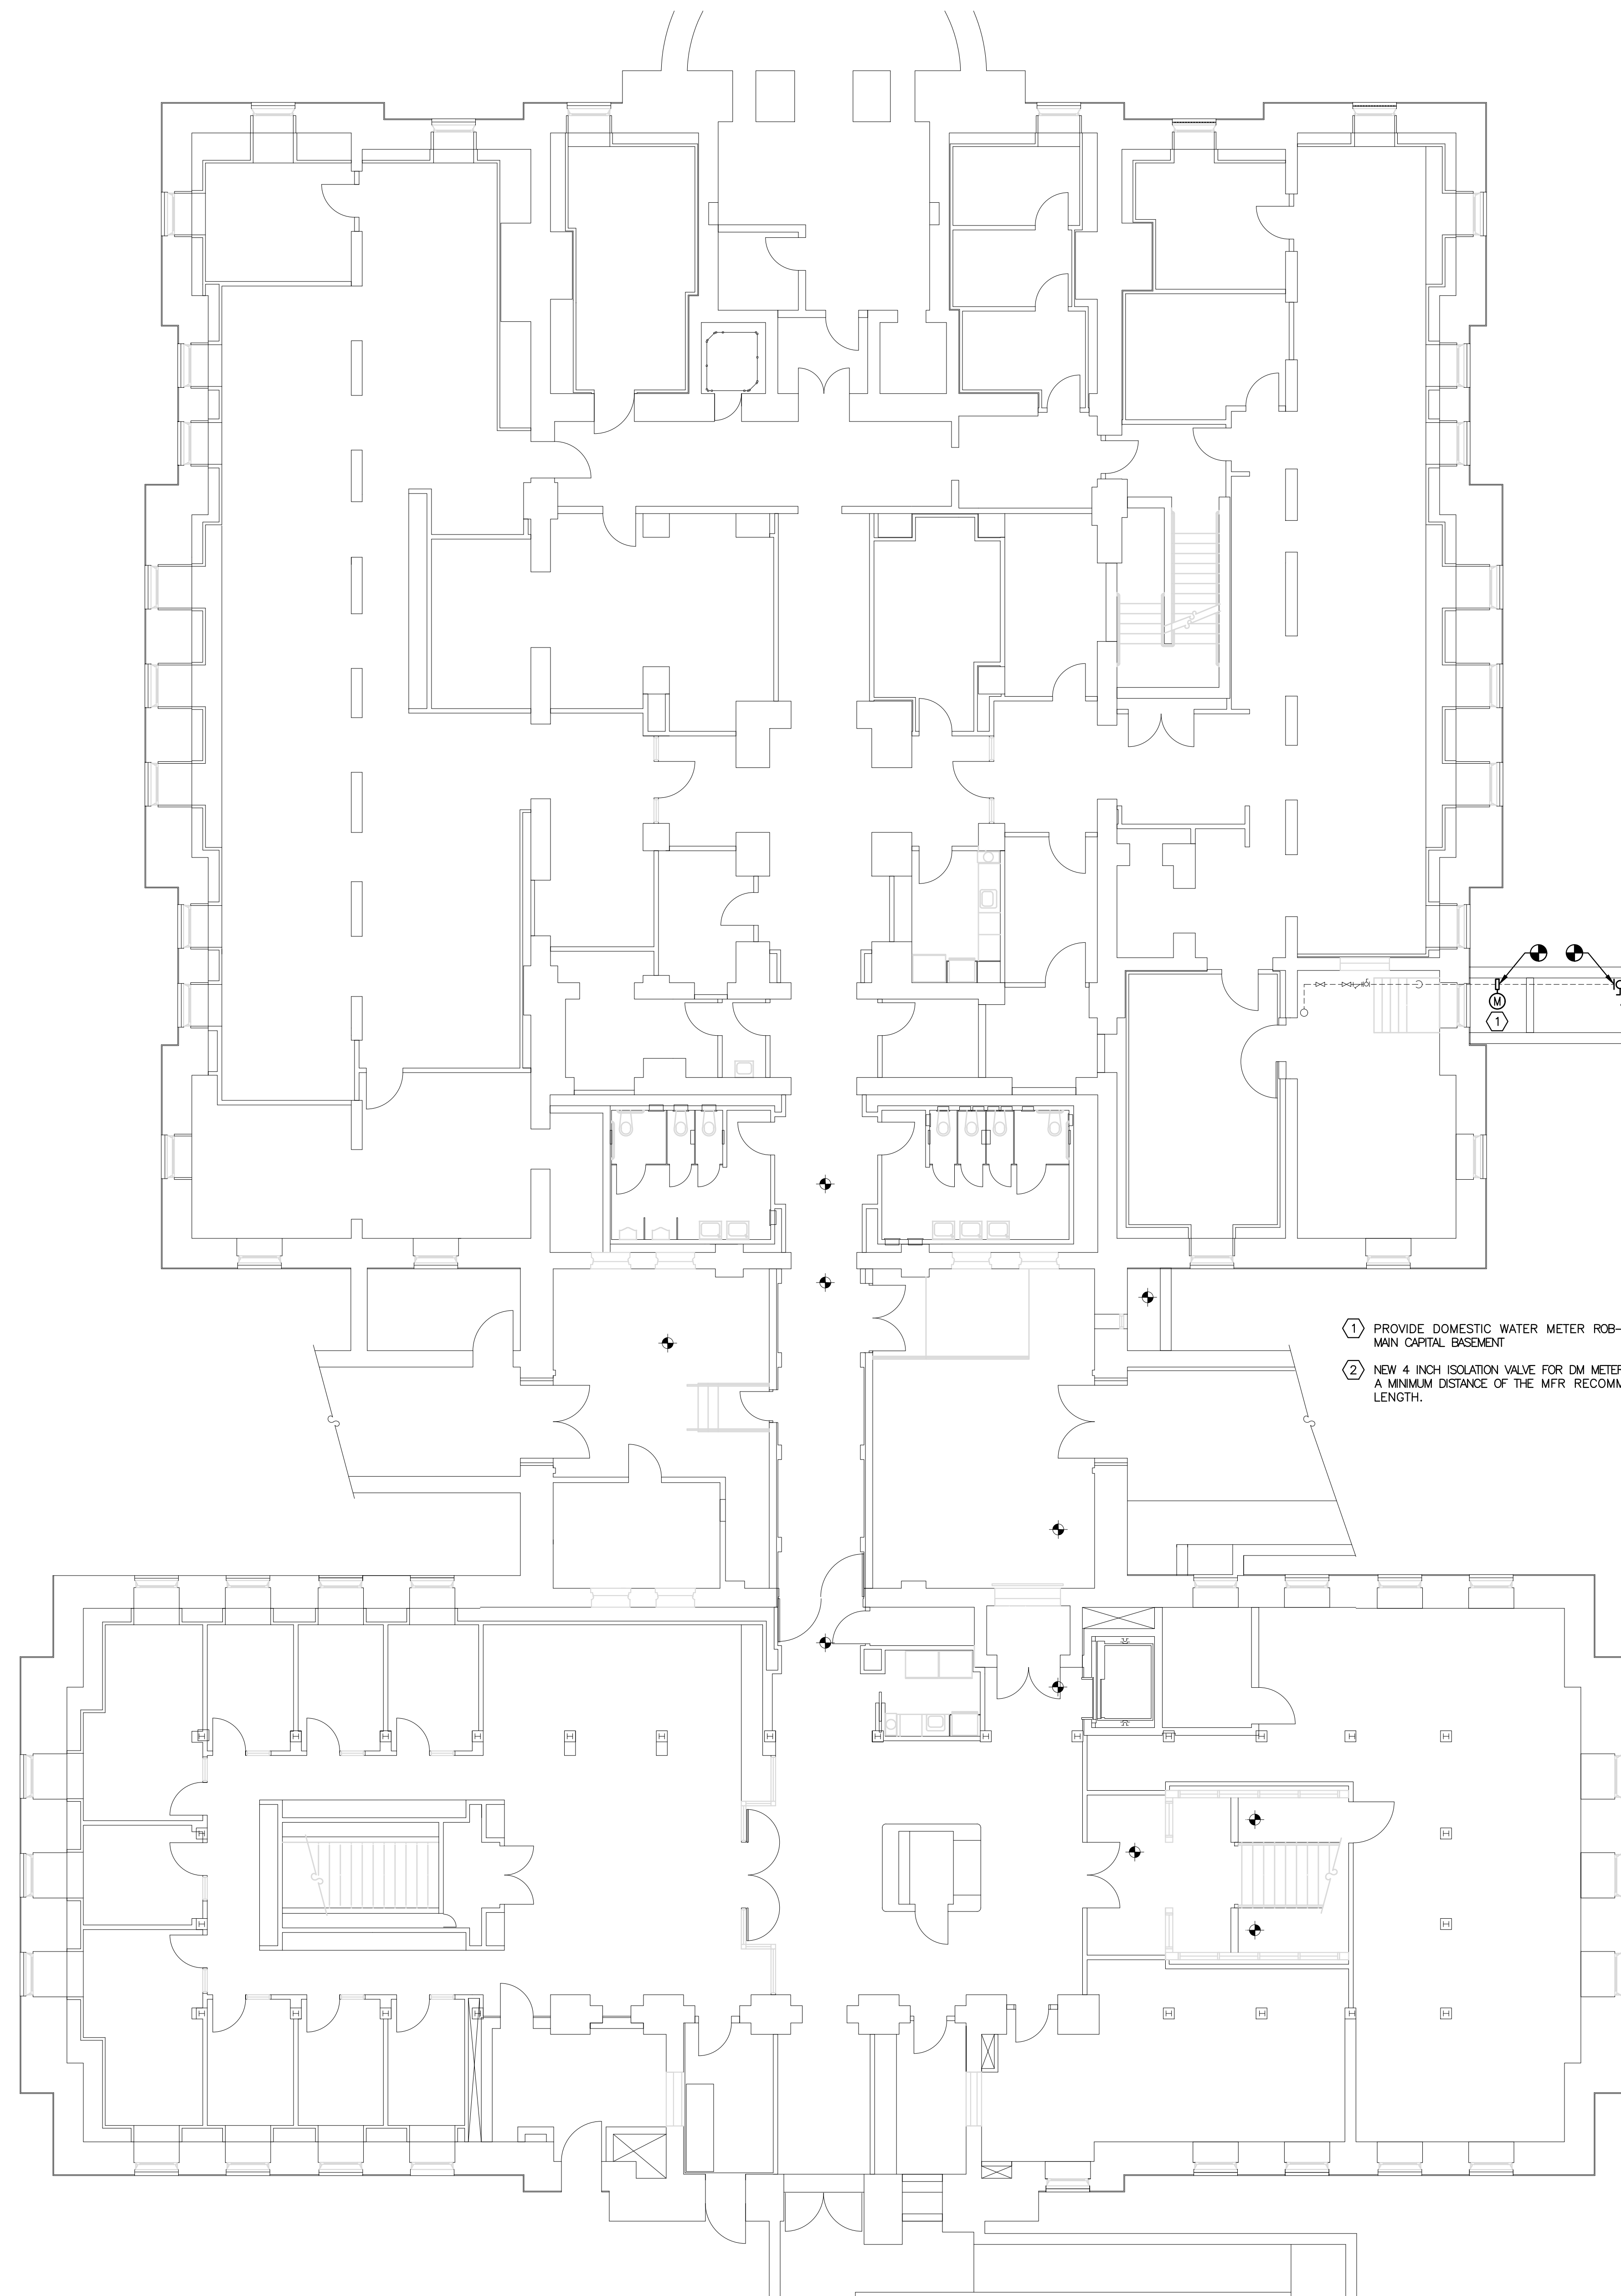 M
1
1 PROVIDE DOMESTIC WATER METER ROB-
MAIN CAPITAL BASEMENT
2 NEW 4 INCH ISOLATION VALVE FOR DM METER
A MINIMUM DISTANCE OF THE MFR RECOMM
LENGTH.